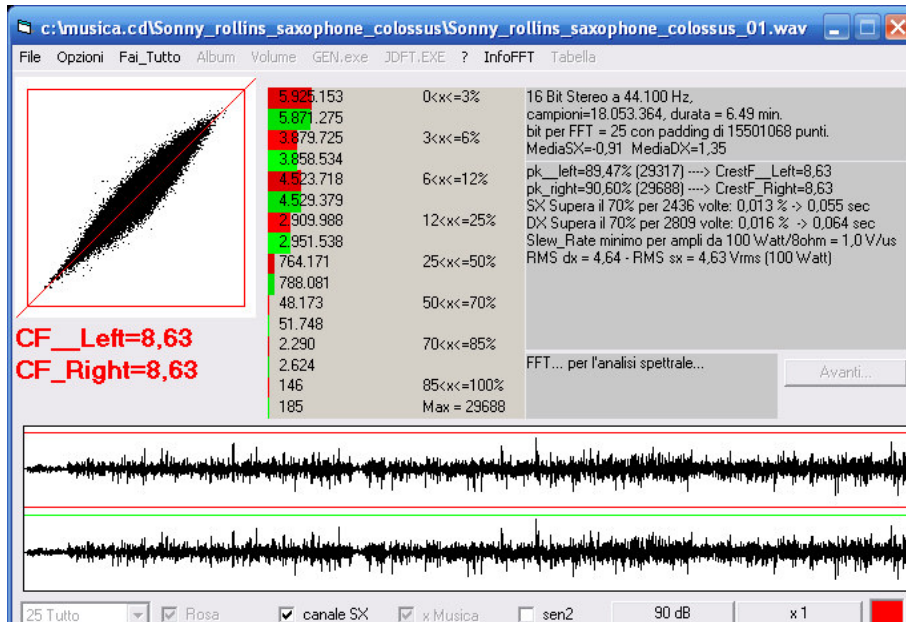 c:\musica.cd\Sonny_rollins_saxophone_colossus\Sonny_rollins_saxophone_colossus_01.wav
File Opzioni Fai_Tutto Album Volume GEN.exe JDFT.EXE ? InfoFFT Tabella
5.925.153 0<x<=3%
5.871.275
3.879.725 3<x<=6%
3.858.534
4.523.718 6<x<=12%
4.529.379
2.909.988 12<x<=25%
2.951.538
764.171 25<x<=50%
788.081
48.173 50<x<=70%
51.748
2.290 70<x<=85%
2.624
146 85<x<=100%
185 Max = 29688
16 Bit Stereo a 44.100 Hz,
campioni=18.053.364, durata = 6.49 min.
bit per FFT = 25 con padding di 15501068 punti.
MediaSX=-0,91 MediaDX=1,35
pk__left=89,47% (29317) ----> CrestF__Left=8,63
pk_right=90,60% (29688) ----> CrestF_Right=8,63
SX Supera il 70% per 2436 volte: 0,013 % -> 0,055 sec
DX Supera il 70% per 2809 volte: 0,016 % -> 0,064 sec
Slew_Rate minimo per ampli da 100 Watt/8ohm = 1,0 V/us
RMS dx = 4,64 - RMS sx = 4,63 Vrms (100 Watt)
CF__Left=8,63
CF_Right=8,63
FFT... per l'analisi spettrale...
Avanti...
25 Tutto Rosa canale SX x Musica sen2 90 dB x 1